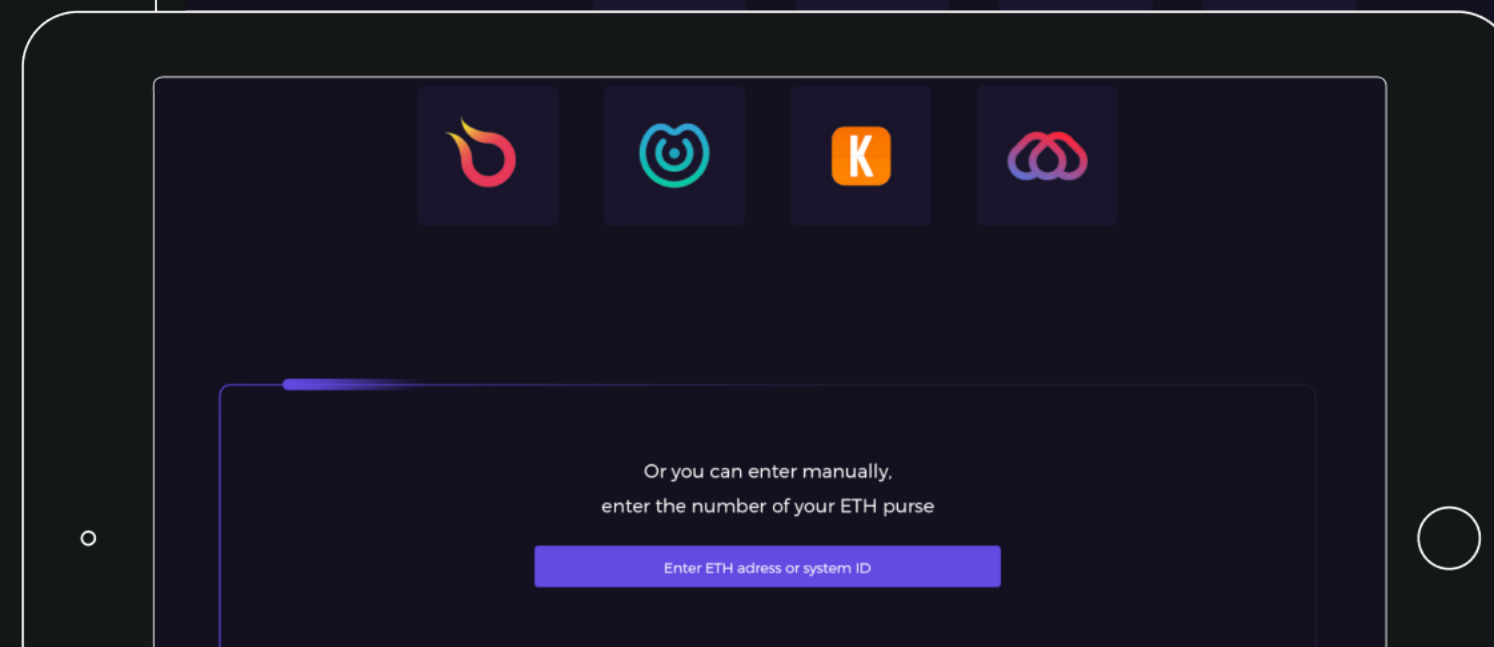 K
Or you can enter manually,
enter the number of your ETH purse
Enter ETH adress or system ID